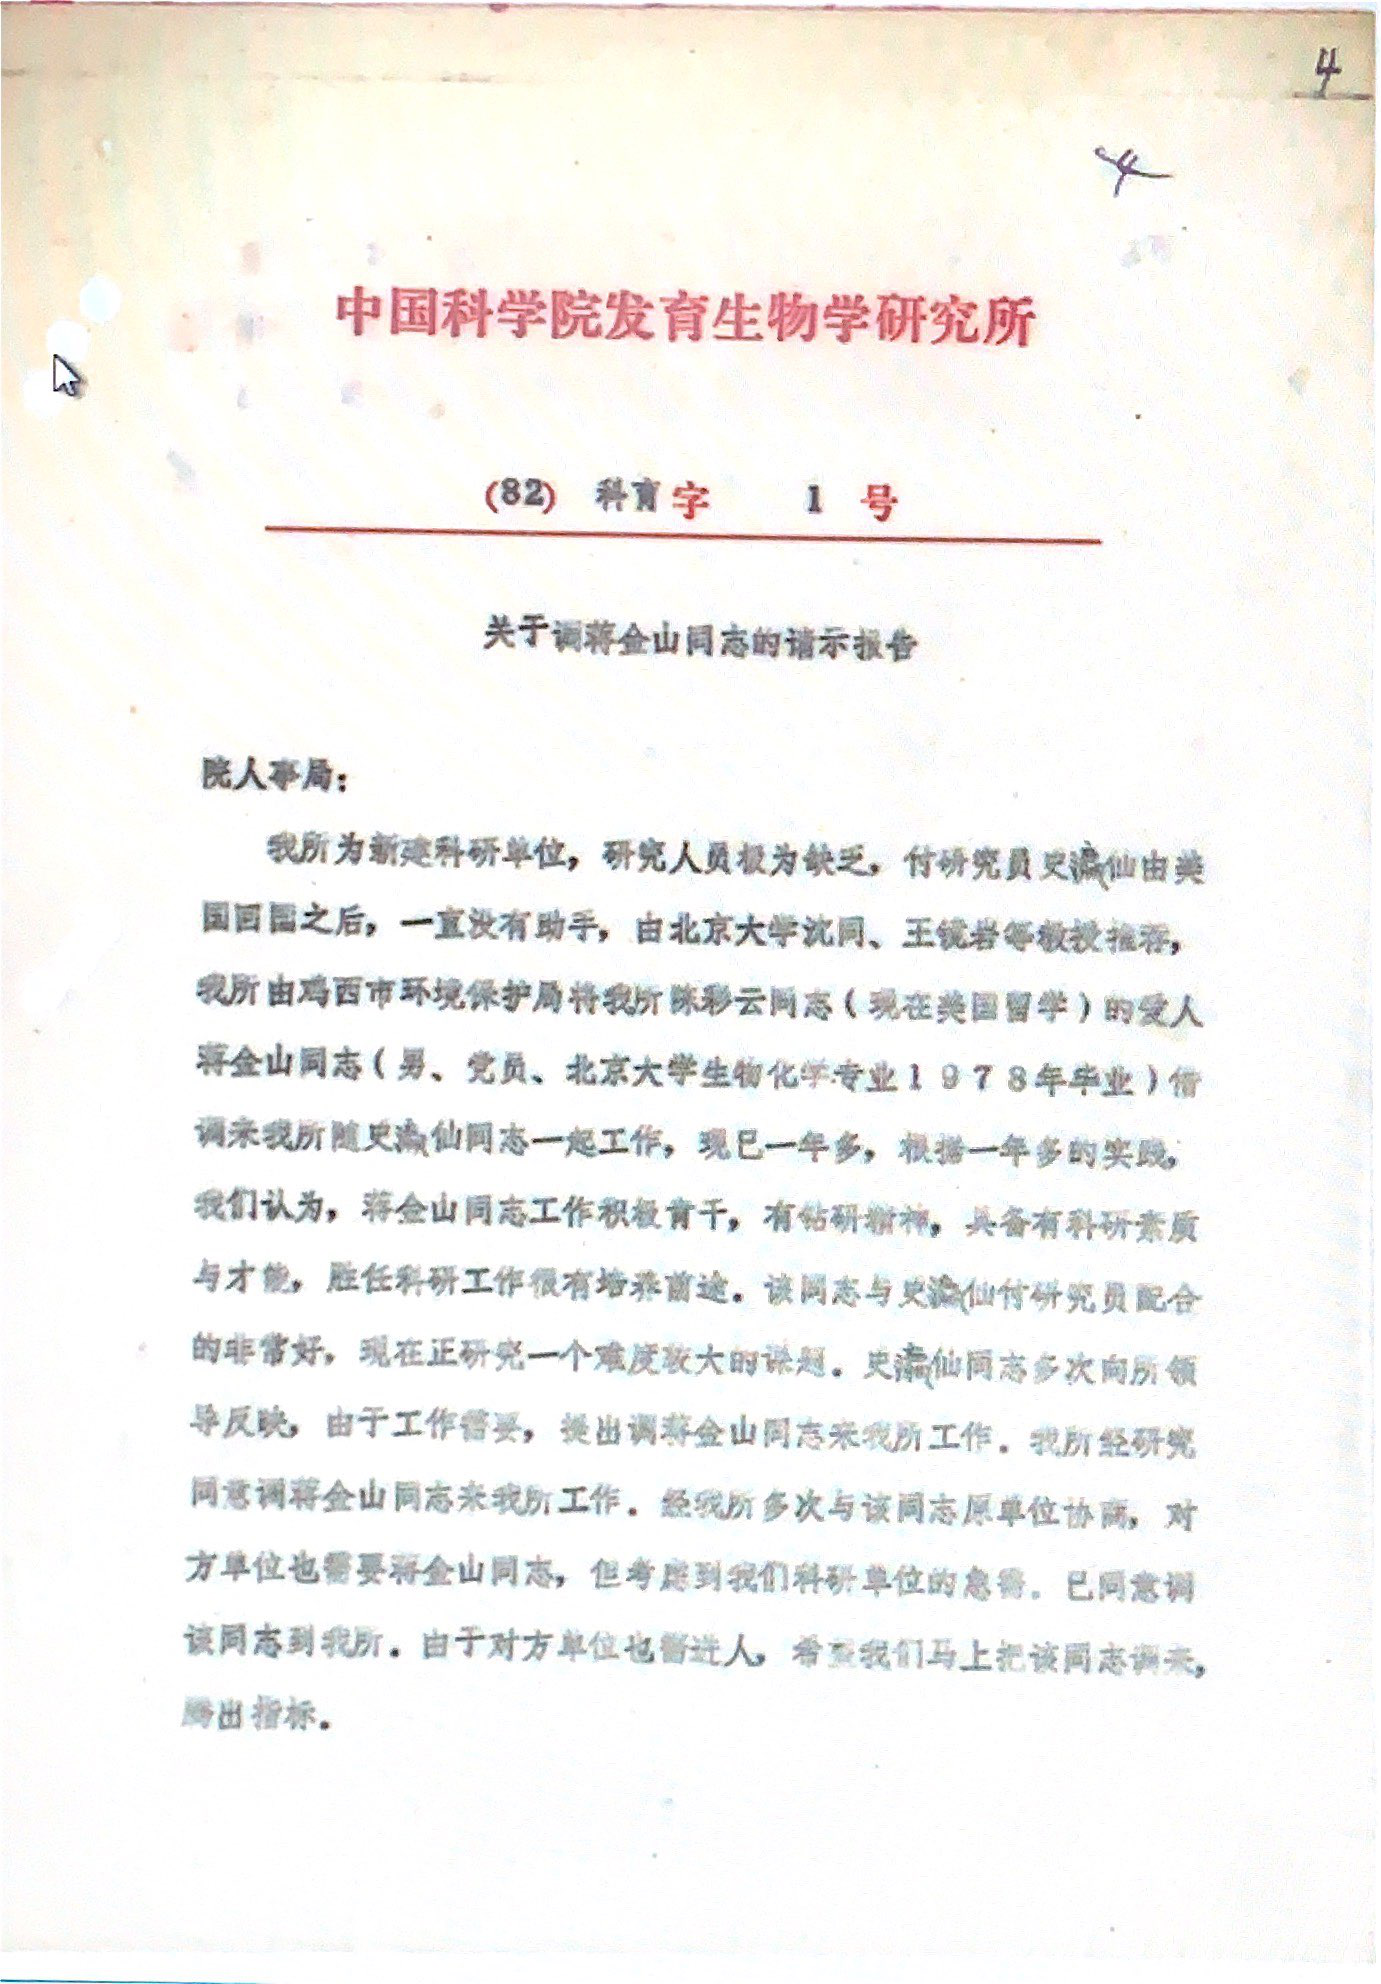 4
4
中国科学院发育生物学研究所
(82) 科育字 1 号
关于调蒋金山同志的请示报告
院人事局：
我所为新建科研单位，研究人员极为缺乏，付研究员史瀛仙由美
国回国之后，一直没有助手，由北京大学沈同、王镜岩等教授推荐，
我所由鸡西市环境保护局将我所陈彩云同志（现在美国留学）的爱人
蒋金山同志（男、党员、北京大学生物化学专业1978年毕业）借
调来我所随史瀛仙同志一起工作，现已一年多，根据一年多的实践，
我们认为，蒋金山同志工作积极肯干，有钻研精神，具备有科研素质
与才能，胜任科研工作很有培养前途。该同志与史瀛仙付研究员配合
的非常好，现在正研究一个难度较大的课题。史瀛仙同志多次向所领
导反映，由于工作需要，提出调蒋金山同志来我所工作。我所经研究
同意调蒋金山同志来我所工作。经我所多次与该同志原单位协商，对
方单位也需要蒋金山同志，但考虑到我们科研单位的急需。已同意调
该同志到我所。由于对方单位也需进人，希望我们马上把该同志调来，
腾出指标。